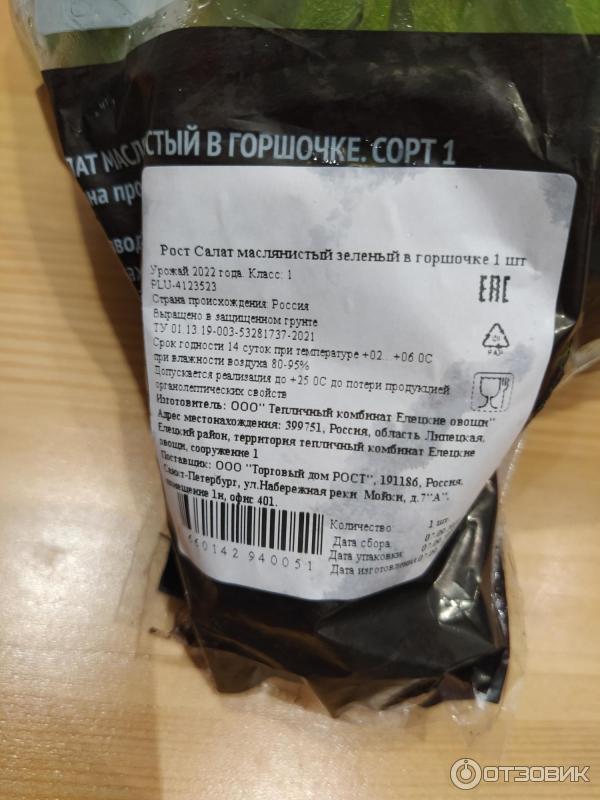 СТЫЙ В ГОРШОЧКЕ. СОРТ 1
на про
Рост Салат маслянистый зеленый в горшочке 1 шт
Урожай 2022 года. Класс: 1
PLU-4123523
Страна происхождения: Россия
Выращено в защищенном грунте
ТУ 01.13.19-003-53281737-2021
Срок годности 14 суток при температуре +02... +06 0С
при влажности воздуха 80-95%
Допускается реализация до +25 0С до потери продукцией
органолептических свойств
Изготовитель: ООО" Тепличный комбинат Елецкие овощи"
Адрес местонахождения: 399751, Россия, область Липецкая,
Елецкий район, территория тепличный комбинат Елецкие
овощи, сооружение 1
Поставщик: ООО "Торговый дом РОСТ", 191186, Россия,
Санкт-Петербург, ул.Набережная реки Мойки, д.7"А",
помещение 1н, офис 401.
EAC
PAP
Количество 1 шт
Дата сбора
Дата упаковки
Дата изготовления
660142 940051
ОТЗОВИК